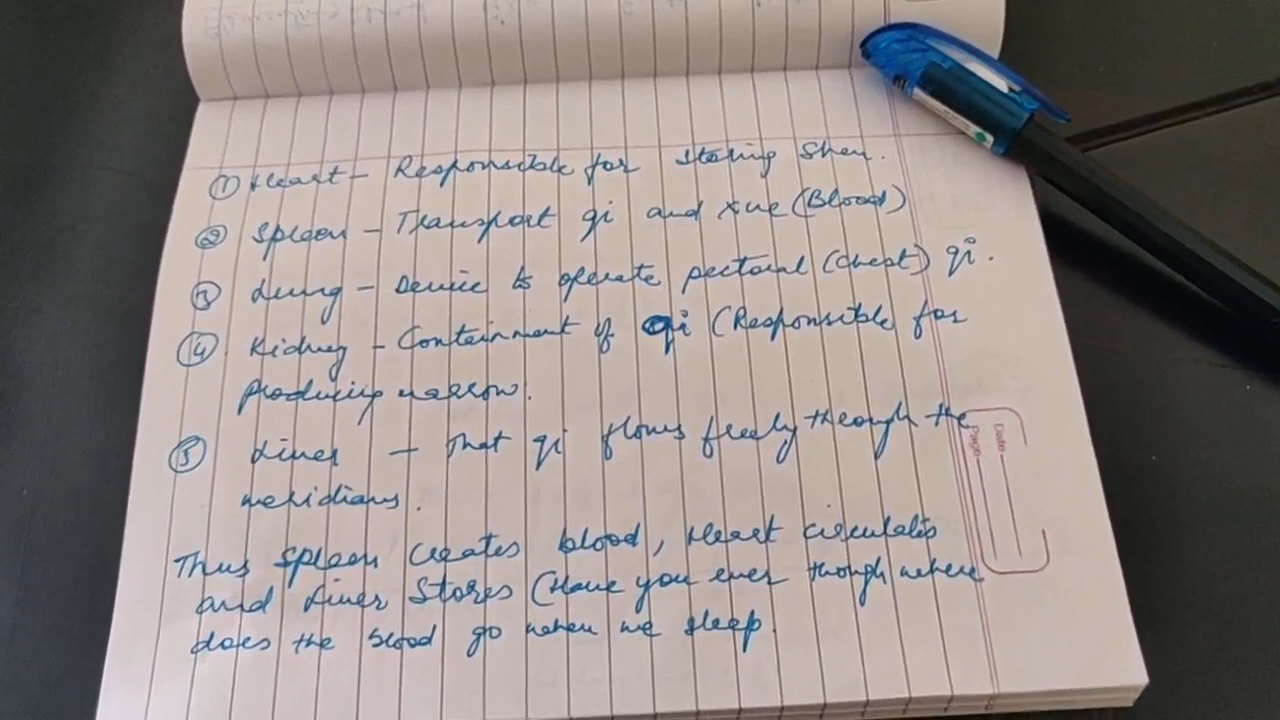 ① Heart - Responsible for storing Shen.
② Spleen - Transport qi and xue (Blood)
③ Lung - Device to operate pectoral (chest) qi.
④ Kidney - Containment of qi (Responsible for
producing marrow.
⑤ Liver - that qi flows freely through the
meridians.
Thus spleen creates blood, Heart circulates
and Liver Stores (Have you ever though where
does the blood go when we sleep.
Date
Page